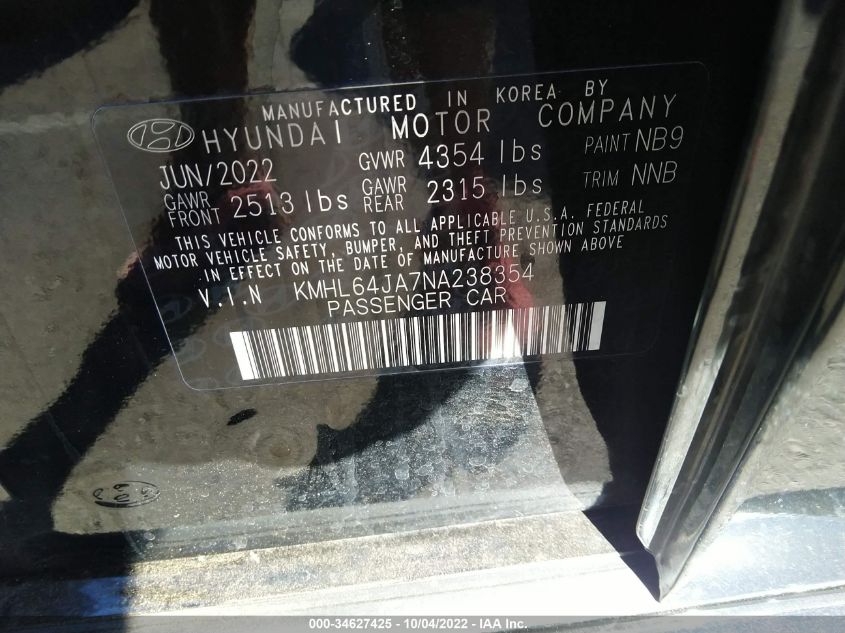 MANUFACTURED IN KOREA BY
HYUNDAI MOTOR COMPANY
JUN/2022 GVWR 4354 lbs PAINT NB9
GAWR FRONT 2513 lbs GAWR REAR 2315 lbs TRIM NNB
THIS VEHICLE CONFORMS TO ALL APPLICABLE U.S.A. FEDERAL
MOTOR VEHICLE SAFETY, BUMPER, AND THEFT PREVENTION STANDARDS
IN EFFECT ON THE DATE OF MANUFACTURE SHOWN ABOVE
V.I.N KMHL64JA7NA238354
PASSENGER CAR
000-34627425 - 10/04/2022 - IAA Inc.